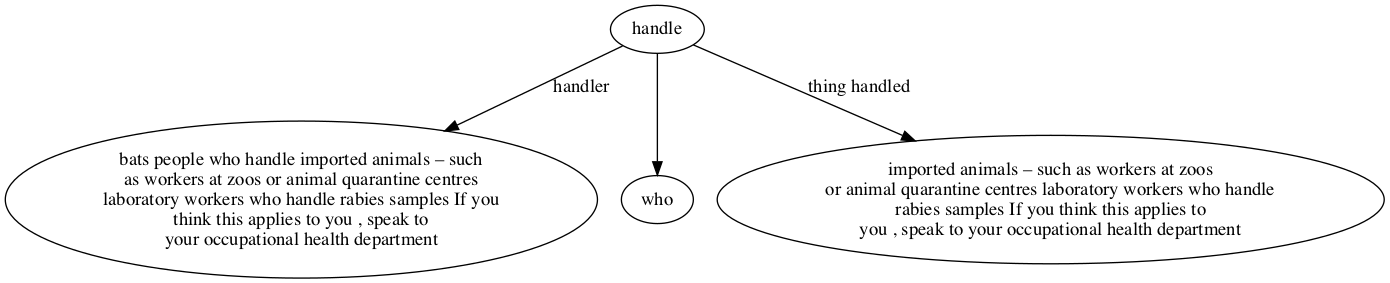 handle
handler
thing handled
bats people who handle imported animals – such
as workers at zoos or animal quarantine centres
laboratory workers who handle rabies samples If you
think this applies to you , speak to
your occupational health department
who
imported animals – such as workers at zoos
or animal quarantine centres laboratory workers who handle
rabies samples If you think this applies to
you , speak to your occupational health department